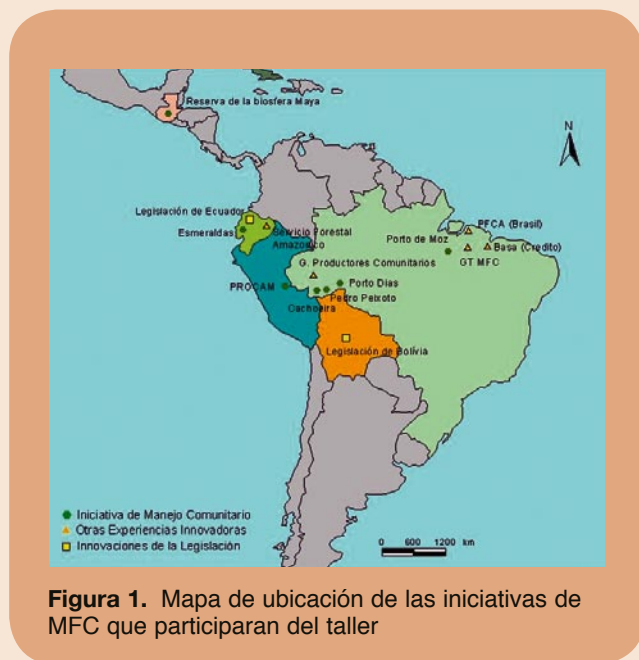 Reserva de la biosfera Maya
N
Legislación de Ecuador
Esmeraldas
Servicio Forestal
Amazonico
PFCA (Brasil)
Porto de Moz
Basa (Credito)
GT MFC
G. Productores Comunitarios
PROCAM
Porto Dias
Pedro Peixoto
Cachoeira
Legislación de Bolívia
Iniciativa de Manejo Comunitario
Otras Experiencias Innovadoras
Innovaciones de la Legislación
0 600 1200 km
Figura 1. Mapa de ubicación de las iniciativas de
MFC que participaran del taller